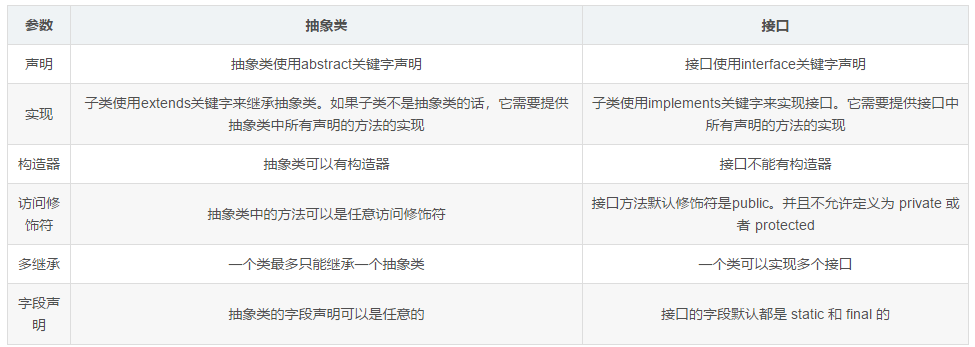 参数
抽象类
接口
声明
抽象类使用abstract关键字声明
接口使用interface关键字声明
实现
子类使用extends关键字来继承抽象类。如果子类不是抽象类的话，它需要提供
抽象类中所有声明的方法的实现
子类使用implements关键字来实现接口。它需要提供接口中
所有声明的方法的实现
构造器
抽象类可以有构造器
接口不能有构造器
访问修
饰符
抽象类中的方法可以是任意访问修饰符
接口方法默认修饰符是public。并且不允许定义为 private 或
者 protected
多继承
一个类最多只能继承一个抽象类
一个类可以实现多个接口
字段声
明
抽象类的字段声明可以是任意的
接口的字段默认都是 static 和 final 的